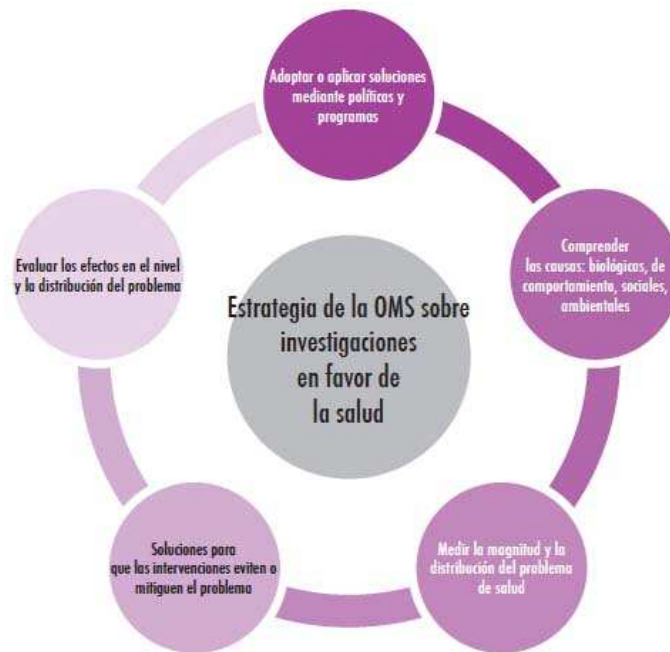 Adoptar o aplicar soluciones
mediante políticas y
programas
Comprender
las causas: biológicas, de
comportamiento, sociales,
ambientales
Evaluar los efectos en el nivel
y la distribución del problema
Estrategia de la OMS sobre
investigaciones
en favor de
la salud
Medir la magnitud y la
distribución del problema
de salud
Soluciones para
que las intervenciones eviten o
mitiguen el problema